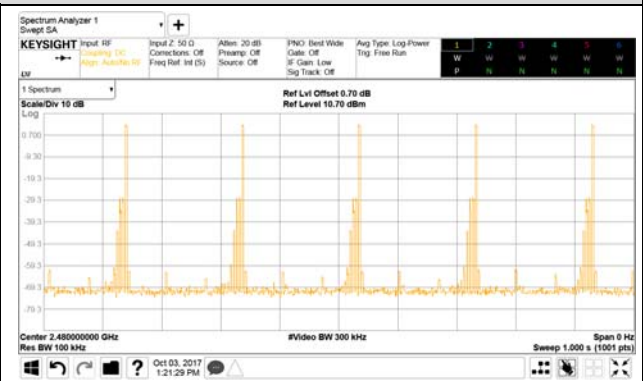 Spectrum Analyzer 1
Swept SA
+
KEYSIGHT Input: RF
Coupling: DC
Align: Auto/No RF
Input Z: 50 Ω
Corrections: Off
Freq Ref: Int (S)
Atten: 20 dB
Preamp: Off
Source: Off
PNO: Best Wide
Gate: Off
IF Gain: Low
Sig Track: Off
Avg Type: Log-Power
Trig: Free Run
1 2 3 4 5 6
W W W W W W
P N N N N N
1 Spectrum
Scale/Div 10 dB
Ref Lvl Offset 0.70 dB
Ref Level 10.70 dBm
Log
0.700
-9.30
-19.3
-29.3
-39.3
-49.3
-59.3
-69.3
-79.3
Center 2.480000000 GHz
Res BW 100 kHz
#Video BW 300 kHz
Span 0 Hz
Sweep 1.000 s (1001 pts)
?
Oct 03, 2017
1:21:29 PM